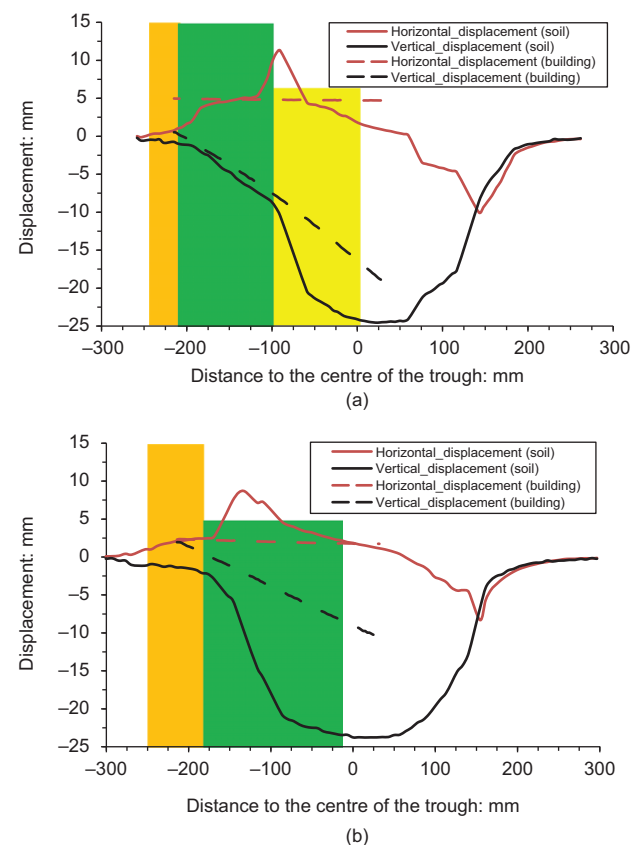 15
10
5
0
–5
–10
–15
–20
–25
Displacement: mm
Horizontal_displacement (soil)
Vertical_displacement (soil)
Horizontal_displacement (building)
Vertical_displacement (building)
–300 –200 –100 0 100 200 300
Distance to the centre of the trough: mm
(a)
15
10
5
0
–5
–10
–15
–20
–25
Displacement: mm
Horizontal_displacement (soil)
Vertical_displacement (soil)
Horizontal_displacement (building)
Vertical_displacement (building)
–300 –200 –100 0 100 200 300
Distance to the centre of the trough: mm
(b)